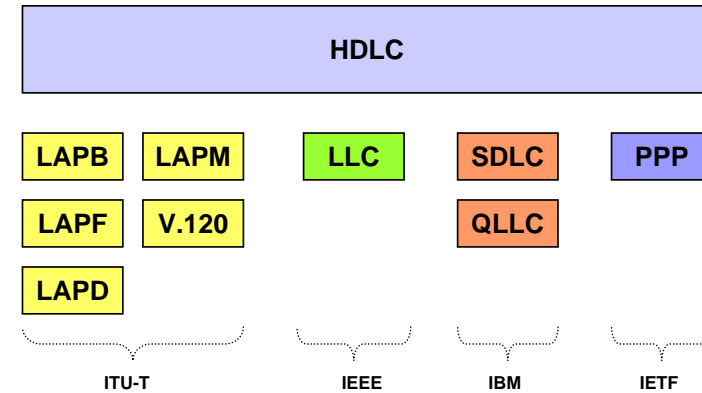 HDLC
LAPB LAPM LLC SDLC PPP
LAPF V.120 QLLC
LAPD
ITU-T IEEE IBM IETF